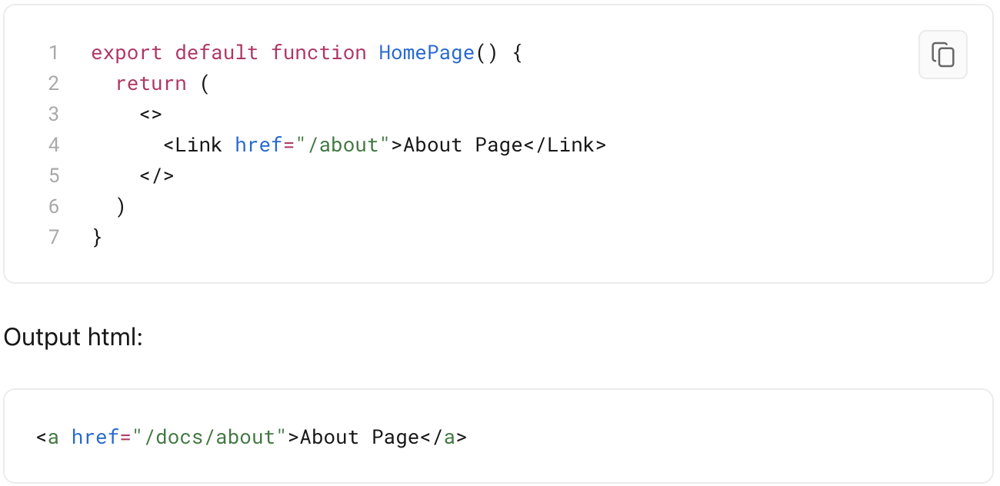 1 export default function HomePage() {
2   return (
3     <>
4       <Link href="/about">About Page</Link>
5     </>
6   )
7 }
Output html:
<a href="/docs/about">About Page</a>